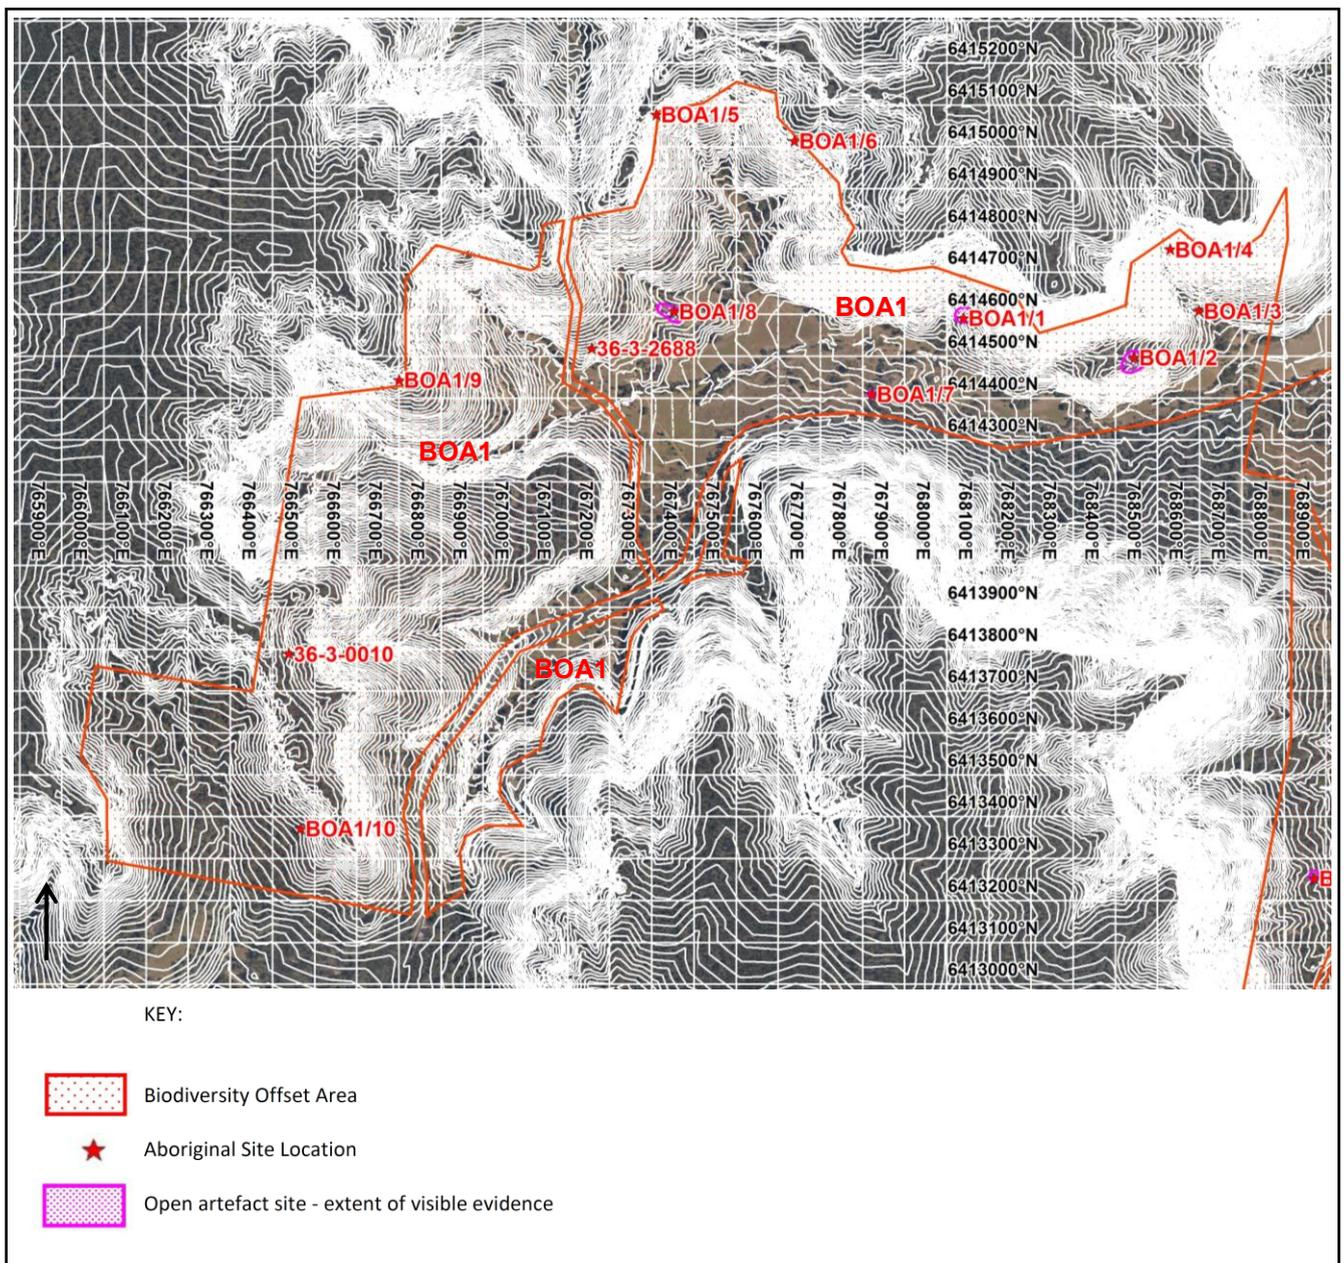 6415200°N
6415100°N
BOA1/5
6415000°N
BOA1/6
6414900°N
6414800°N
BOA1/4
6414700°N
6414600°N
BOA1
BOA1/8
BOA1/3
BOA1/1
6414500°N
36-3-2688
BOA1/2
BOA1/9
6414400°N
BOA1/7
6414300°N
BOA1
765900°E
766000°E
766100°E
766200°E
766300°E
766400°E
766500°E
766600°E
766700°E
766800°E
766900°E
767000°E
767100°E
767200°E
767300°E
767400°E
767500°E
767600°E
767700°E
767800°E
767900°E
768000°E
768100°E
768200°E
768300°E
768400°E
768500°E
768600°E
768700°E
768800°E
768900°E
6413900°N
6413800°N
36-3-0010
BOA1
6413700°N
6413600°N
6413500°N
6413400°N
BOA1/10
6413300°N
6413200°N
B
6413100°N
6413000°N
KEY:
Biodiversity Offset Area
Aboriginal Site Location
Open artefact site - extent of visible evidence